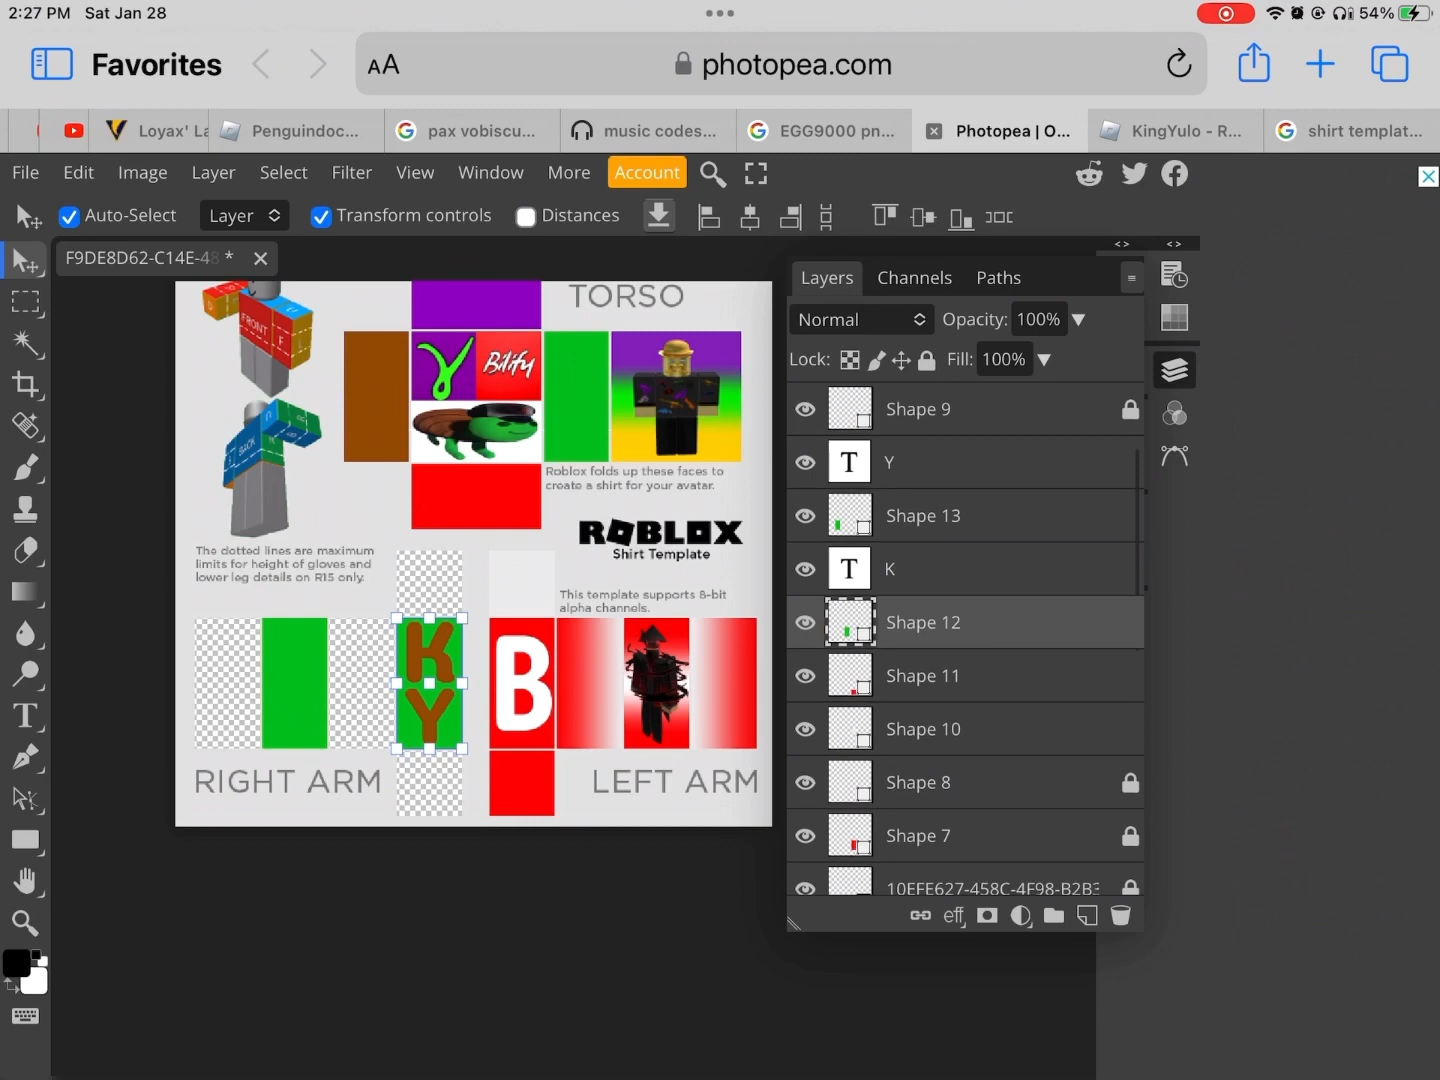 2:27 PM Sat Jan 28
54%
Favorites
AA
photopea.com
Loyax' La
Penguindoc...
pax vobiscu...
music codes...
EGG9000 pn...
Photopea | O...
KingYulo - R...
shirt templat...
File Edit Image Layer Select Filter View Window More Account
Auto-Select
Layer
Transform controls
Distances
F9DE8D62-C14E-48 *
TORSO
FRONT
F
BACK
Bilify
Roblox folds up these faces to
create a shirt for your avatar.
ROBLOX
Shirt Template
The dotted lines are maximum
limits for height of gloves and
lower leg details on R15 only.
This template supports 8-bit
alpha channels.
K
Y
B
RIGHT ARM
LEFT ARM
Layers Channels Paths
Normal
Opacity: 100%
Lock:
Fill: 100%
Shape 9
T Y
Shape 13
T K
Shape 12
Shape 11
Shape 10
Shape 8
Shape 7
10EFE627-458C-4F98-B2B3
eff
T